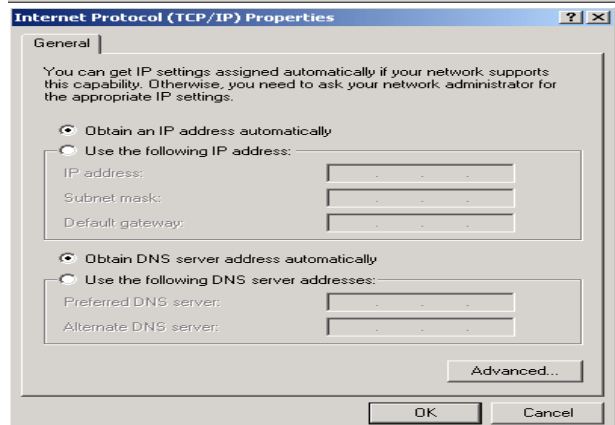 Internet Protocol (TCP/IP) Properties
General
You can get IP settings assigned automatically if your network supports
this capability. Otherwise, you need to ask your network administrator for
the appropriate IP settings.
Obtain an IP address automatically
Use the following IP address:
IP address:
Subnet mask:
Default gateway:
Obtain DNS server address automatically
Use the following DNS server addresses:
Preferred DNS server:
Alternate DNS server:
Advanced...
OK Cancel